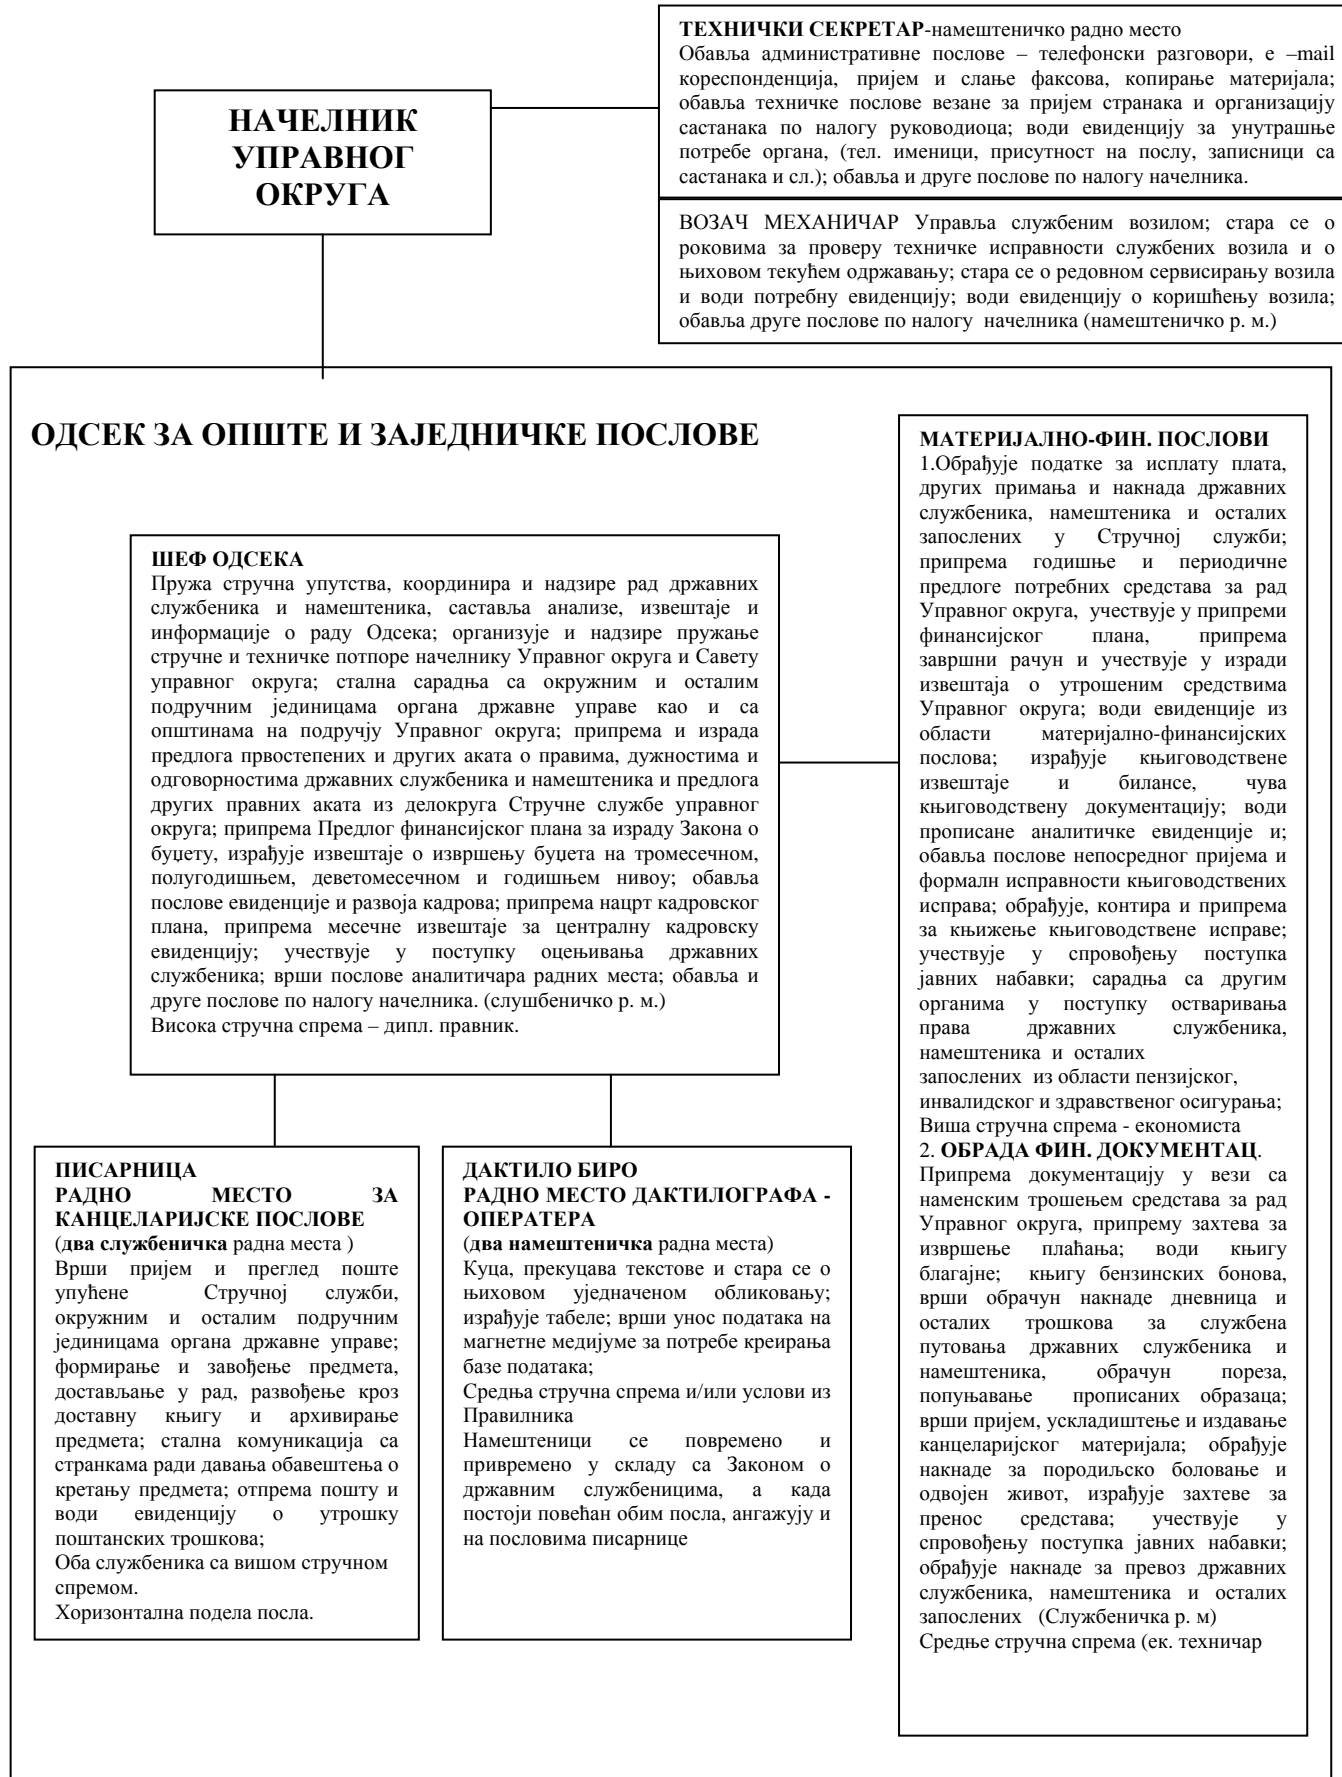 ТЕХНИЧКИ СЕКРЕТАР-намештеничко радно место
Обавља административне послове – телефонски разговори, е –mail
кореспонденција, пријем и слање факсова, копирање материјала;
обавља техничке послове везане за пријем странака и организацију
састанака по налогу руководиоца; води евиденцију за унутрашње
потребе органа, (тел. именици, присутност на послу, записници са
састанака и сл.); обавља и друге послове по налогу начелника.
НАЧЕЛНИК
УПРАВНОГ
ОКРУГА
ВОЗАЧ МЕХАНИЧАР Управља службеним возилом; стара се о
роковима за проверу техничке исправности службених возила и о
њиховом текућем одржавању; стара се о редовном сервисирању возила
и води потребну евиденцију; води евиденцију о коришћењу возила;
обавља друге послове по налогу начелника (намештеничко р. м.)
ОДСЕК ЗА ОПШТЕ И ЗАЈЕДНИЧКЕ ПОСЛОВЕ
ШЕФ ОДСЕКА
Пружа стручна упутства, координира и надзире рад државних
службеника и намештеника, саставља анализе, извештаје и
информације о раду Одсека; организује и надзире пружање
стручне и техничке потпоре начелнику Управног округа и Савету
управног округа; стална сарадња са окружним и осталим
подручним јединицама органа државне управе као и са
општинама на подручју Управног округа; припрема и израда
предлога првостепених и других аката о правима, дужностима и
одговорностима државних службеника и намештеника и предлога
других правних аката из делокруга Стручне службе управног
округа; припрема Предлог финансијског плана за израду Закона о
буџету, израђује извештаје о извршењу буџета на тромесечном,
полугодишњем, деветомесечном и годишњем нивоу; обавља
послове евиденције и развоја кадрова; припрема нацрт кадровског
плана, припрема месечне извештаје за централну кадровску
евиденцију; учествује у поступку оцењивања државних
службеника; врши послове аналитичара радних места; обавља и
друге послове по налогу начелника. (слушбеничко р. м.)
Висока стручна спрема – дипл. правник.
МАТЕРИЈАЛНО-ФИН. ПОСЛОВИ
1.Обрађује податке за исплату плата,
других примања и накнада државних
службеника, намештеника и осталих
запослених у Стручној служби;
припрема годишње и периодичне
предлоге потребних средстава за рад
Управног округа, учествује у припреми
финансијског плана, припрема
завршни рачун и учествује у изради
извештаја о утрошеним средствима
Управног округа; води евиденције из
области материјално-финансијских
послова; израђује књиговодствене
извештаје и билансе, чува
књиговодствену документацију; води
прописане аналитичке евиденције и;
обавља послове непосредног пријема и
формалн исправности књиговодствених
исправа; обрађује, контира и припрема
за књижење књиговодствене исправе;
учествује у спровођењу поступка
јавних набавки; сарадња са другим
органима у поступку остваривања
права државних службеника,
намештеника и осталих
запослених из области пензијског,
инвалидског и здравственог осигурања;
Виша стручна спрема - економиста
2. ОБРАДА ФИН. ДОКУМЕНТАЦ.
Припрема документацију у вези са
наменским трошењем средстава за рад
Управног округа, припрему захтева за
извршење плаћања; води књигу
благајне; књигу бензинских бонова,
врши обрачун накнаде дневница и
осталих трошкова за службена
путовања државних службеника и
намештеника, обрачун пореза,
попуњавање прописаних образаца;
врши пријем, ускладиштење и издавање
канцеларијског материјала; обрађује
накнаде за породиљско боловање и
одвојен живот, израђује захтеве за
пренос средстава; учествује у
спровођењу поступка јавних набавки;
обрађује накнаде за превоз државних
службеника, намештеника и осталих
запослених (Службеничка р. м)
Средње стручна спрема (ек. техничар
ПИСАРНИЦА
РАДНО МЕСТО ЗА
КАНЦЕЛАРИЈСКЕ ПОСЛОВЕ
(два службеничка радна места )
Врши пријем и преглед поште
упућене Стручној служби,
окружним и осталим подручним
јединицама органа државне управе;
формирање и завођење предмета,
достављање у рад, развођење кроз
доставну књигу и архивирање
предмета; стална комуникација са
странкама ради давања обавештења о
кретању предмета; отпрема пошту и
води евиденцију о утрошку
поштанских трошкова;
Оба службеника са вишом стручном
спремом.
Хоризонтална подела посла.
ДАКТИЛО БИРО
РАДНО МЕСТО ДАКТИЛОГРАФА -
ОПЕРАТЕРА
(два намештеничка радна места)
Куца, прекуцава текстове и стара се о
њиховом уједначеном обликовању;
израђује табеле; врши унос података на
магнетне медијуме за потребе креирања
базе података;
Средња стручна спрема и/или услови из
Правилника
Намештеници се повремено и
привремено у складу са Законом о
државним службеницима, а када
постоји повећан обим посла, ангажују и
на пословима писарнице